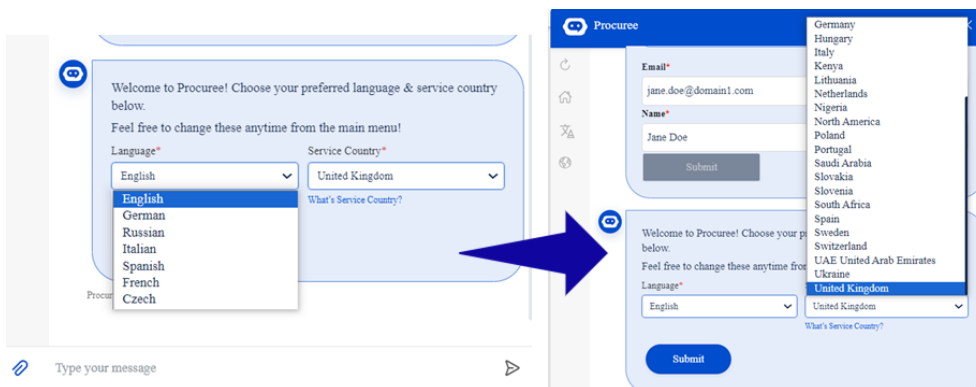 Welcome to Procuree! Choose your preferred language & service country
below.
Feel free to change these anytime from the main menu!
Language* Service Country*
English United Kingdom
What's Service Country?
English
German
Russian
Italian
Spanish
French
Czech
Type your message
Procuree
Email*
jane.doe@domain1.com
Name*
Jane Doe
Submit
Germany
Hungary
Italy
Kenya
Lithuania
Netherlands
Nigeria
North America
Poland
Portugal
Saudi Arabia
Slovakia
Slovenia
South Africa
Spain
Sweden
Switzerland
UAE United Arab Emirates
Ukraine
United Kingdom
Welcome to Procuree! Choose your
below.
Feel free to change these anytime
Language*
English United Kingdom
What's Service Country?
Submit